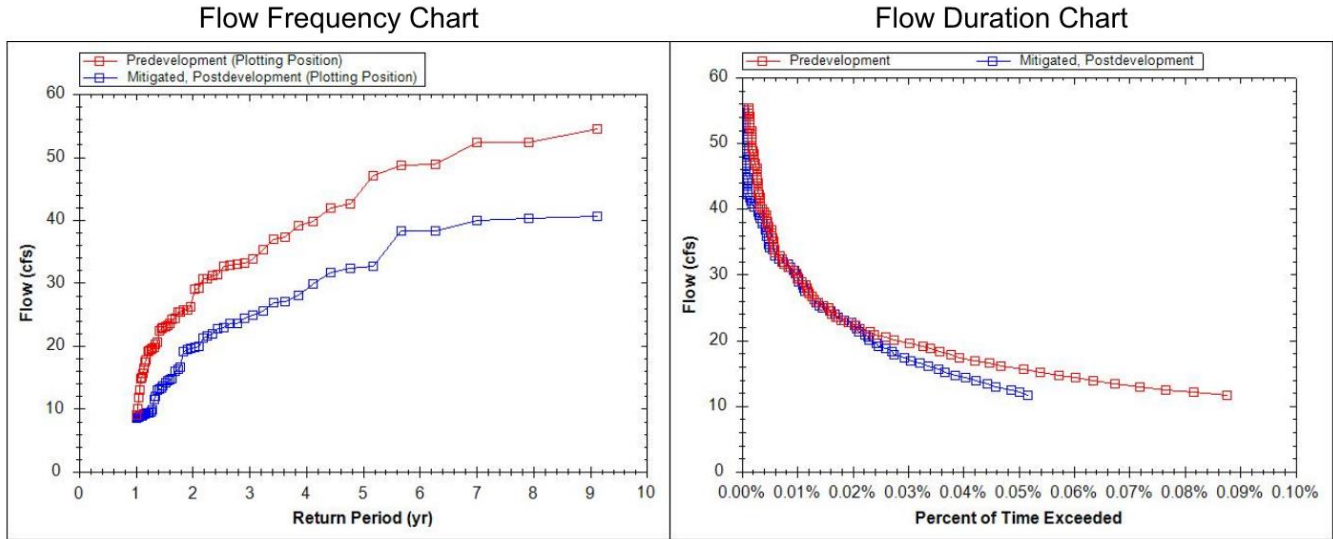 Flow Frequency Chart
Predevelopment (Plotting Position)
Mitigated, Postdevelopment (Plotting Position)
60
50
40
30
20
10
0
Flow (cfs)
0 1 2 3 4 5 6 7 8 9 10
Return Period (yr)
Flow Duration Chart
Predevelopment Mitigated, Postdevelopment
60
50
40
30
20
10
0
Flow (cfs)
0.00% 0.01% 0.02% 0.03% 0.04% 0.05% 0.06% 0.07% 0.08% 0.09% 0.10%
Percent of Time Exceeded